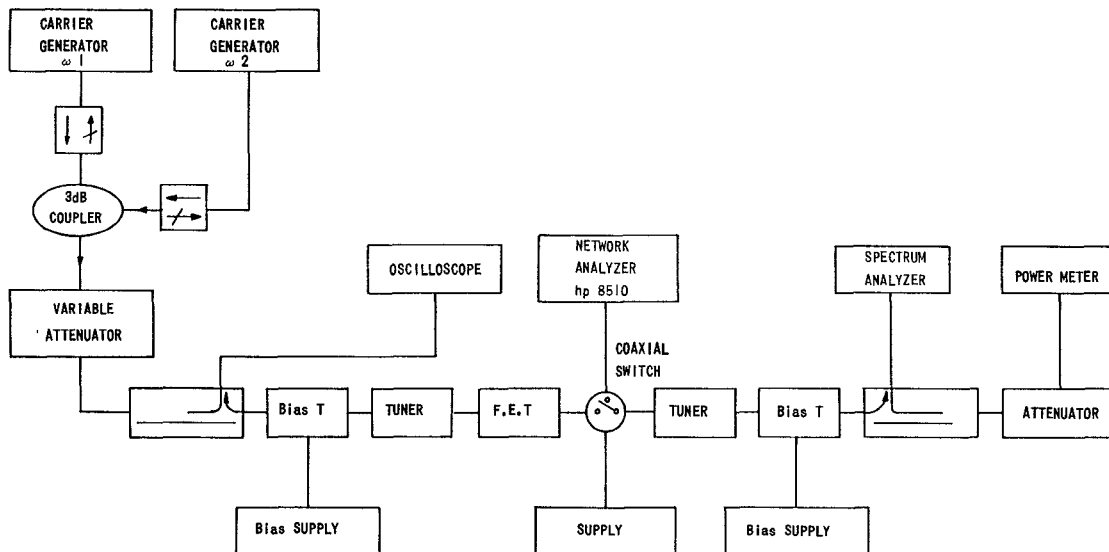 CARRIER
GENERATOR
ω 1
CARRIER
GENERATOR
ω 2
3dB
COUPLER
VARIABLE
ATTENUATOR
OSCILLOSCOPE
NETWORK
ANALYZER
hp 8510
COAXIAL
SWITCH
SPECTRUM
ANALYZER
POWER METER
Bias T
TUNER
F.E.T
TUNER
Bias T
ATTENUATOR
Bias SUPPLY
SUPPLY
Bias SUPPLY